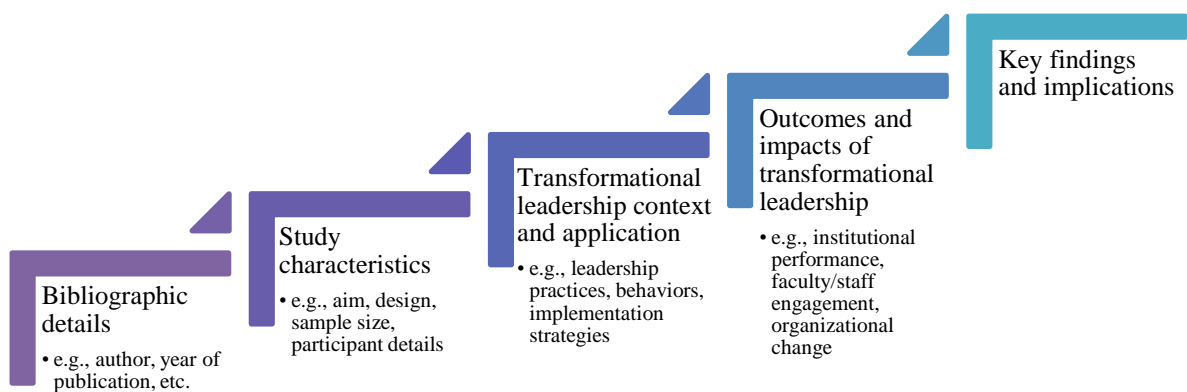 Bibliographic
details
• e.g., author, year of
publication, etc.
Study
characteristics
• e.g., aim, design,
sample size,
participant details
Transformational
leadership context
and application
• e.g., leadership
practices, behaviors,
implementation
strategies
Outcomes and
impacts of
transformational
leadership
• e.g., institutional
performance,
faculty/staff
engagement,
organizational
change
Key findings
and implications